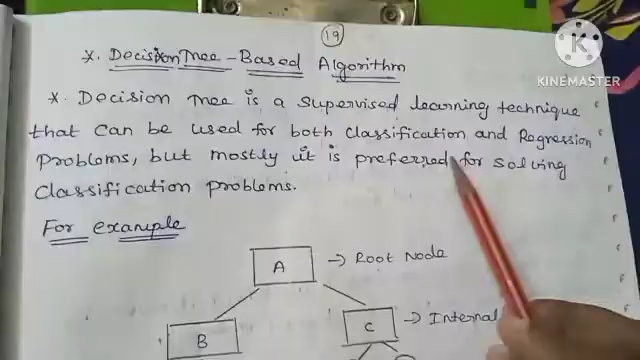 19
* Decision Tree - Based Algorithm
* Decision Tree is a supervised learning technique
that can be used for both classification and Regression
Problems, but mostly it is preferred for solving
classification problems.
For example
A → Root Node
B
C → Internal
KINEMASTER